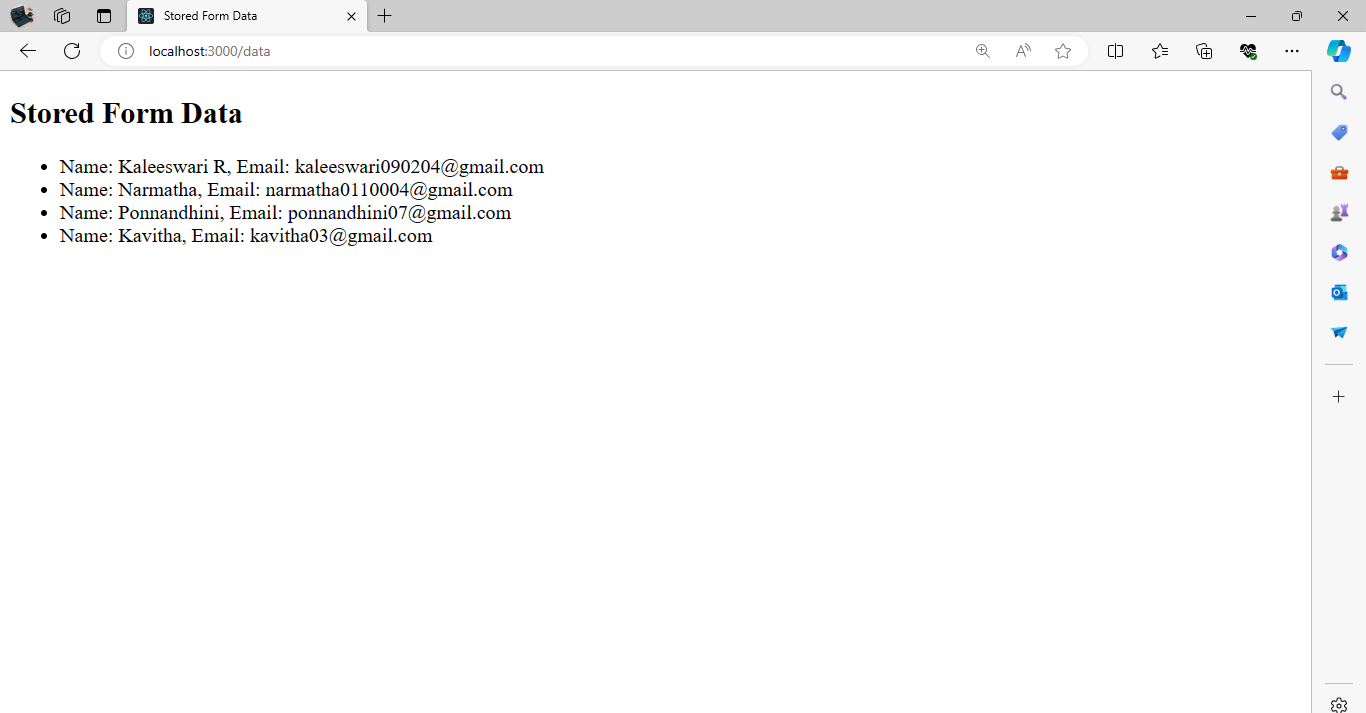 Stored Form Data
localhost:3000/data
Stored Form Data
• Name: Kaleeswari R, Email: kaleeswari090204@gmail.com
• Name: Narmatha, Email: narmatha0110004@gmail.com
• Name: Ponnandhini, Email: ponnandhini07@gmail.com
• Name: Kavitha, Email: kavitha03@gmail.com